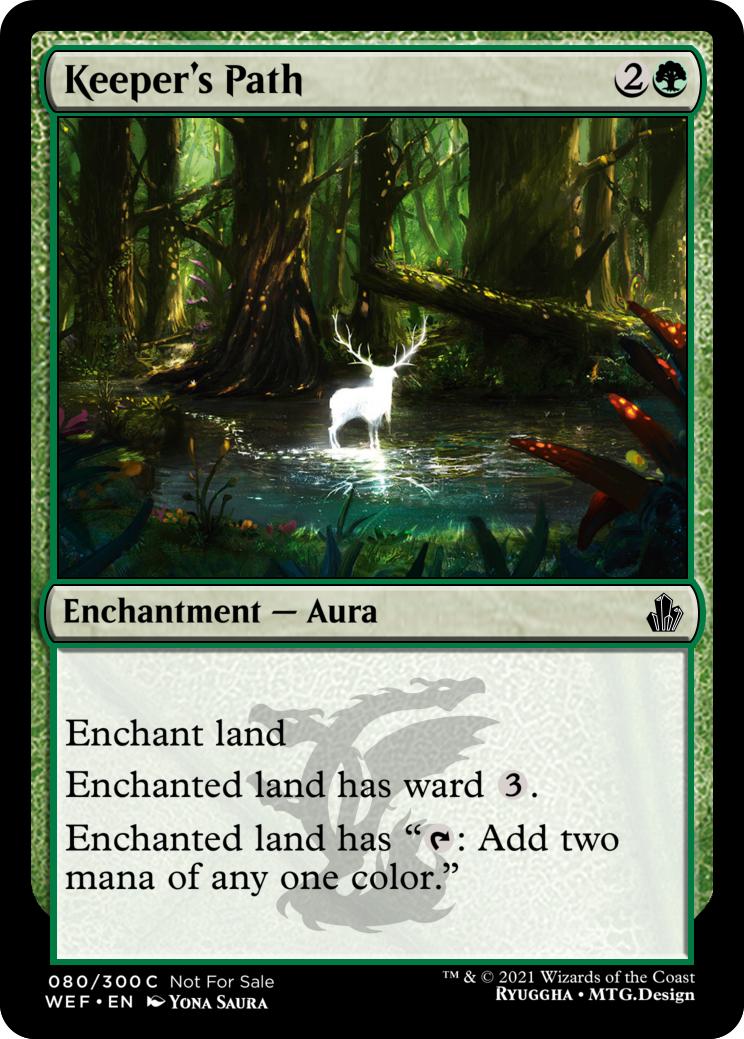 Keeper's Path 2
Enchantment — Aura
Enchant land
Enchanted land has ward 3.
Enchanted land has “: Add two
mana of any one color.”
080/300 C Not For Sale
WEF • EN Yona Saura
™ & © 2021 Wizards of the Coast
Ryuggha • MTG.Design